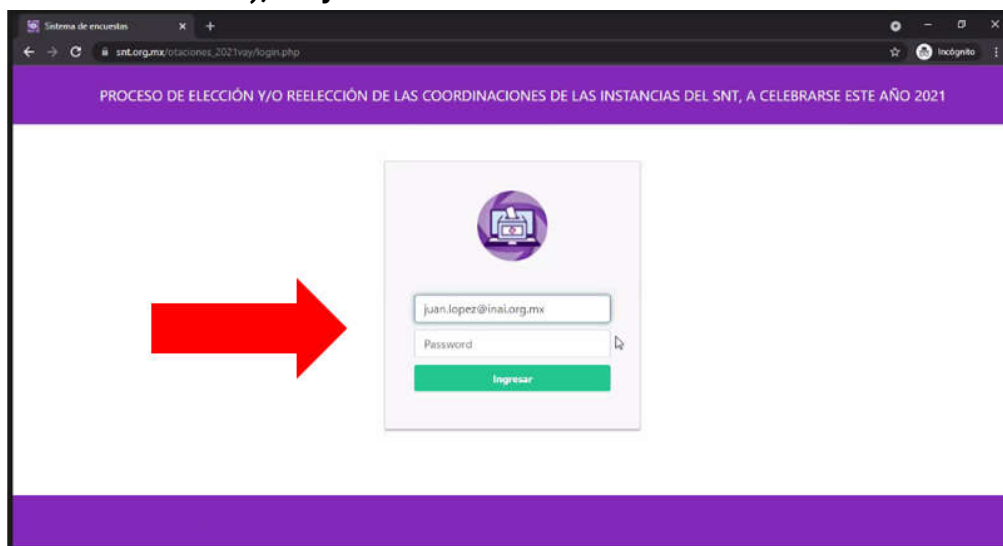 Sistema de encuestas
snt.org.mx/otaciones_2021vay/login.php
Incógnito
PROCESO DE ELECCIÓN Y/O REELECCIÓN DE LAS COORDINACIONES DE LAS INSTANCIAS DEL SNT, A CELEBRARSE ESTE AÑO 2021
juan.lopez@inai.org.mx
Password
Ingresar